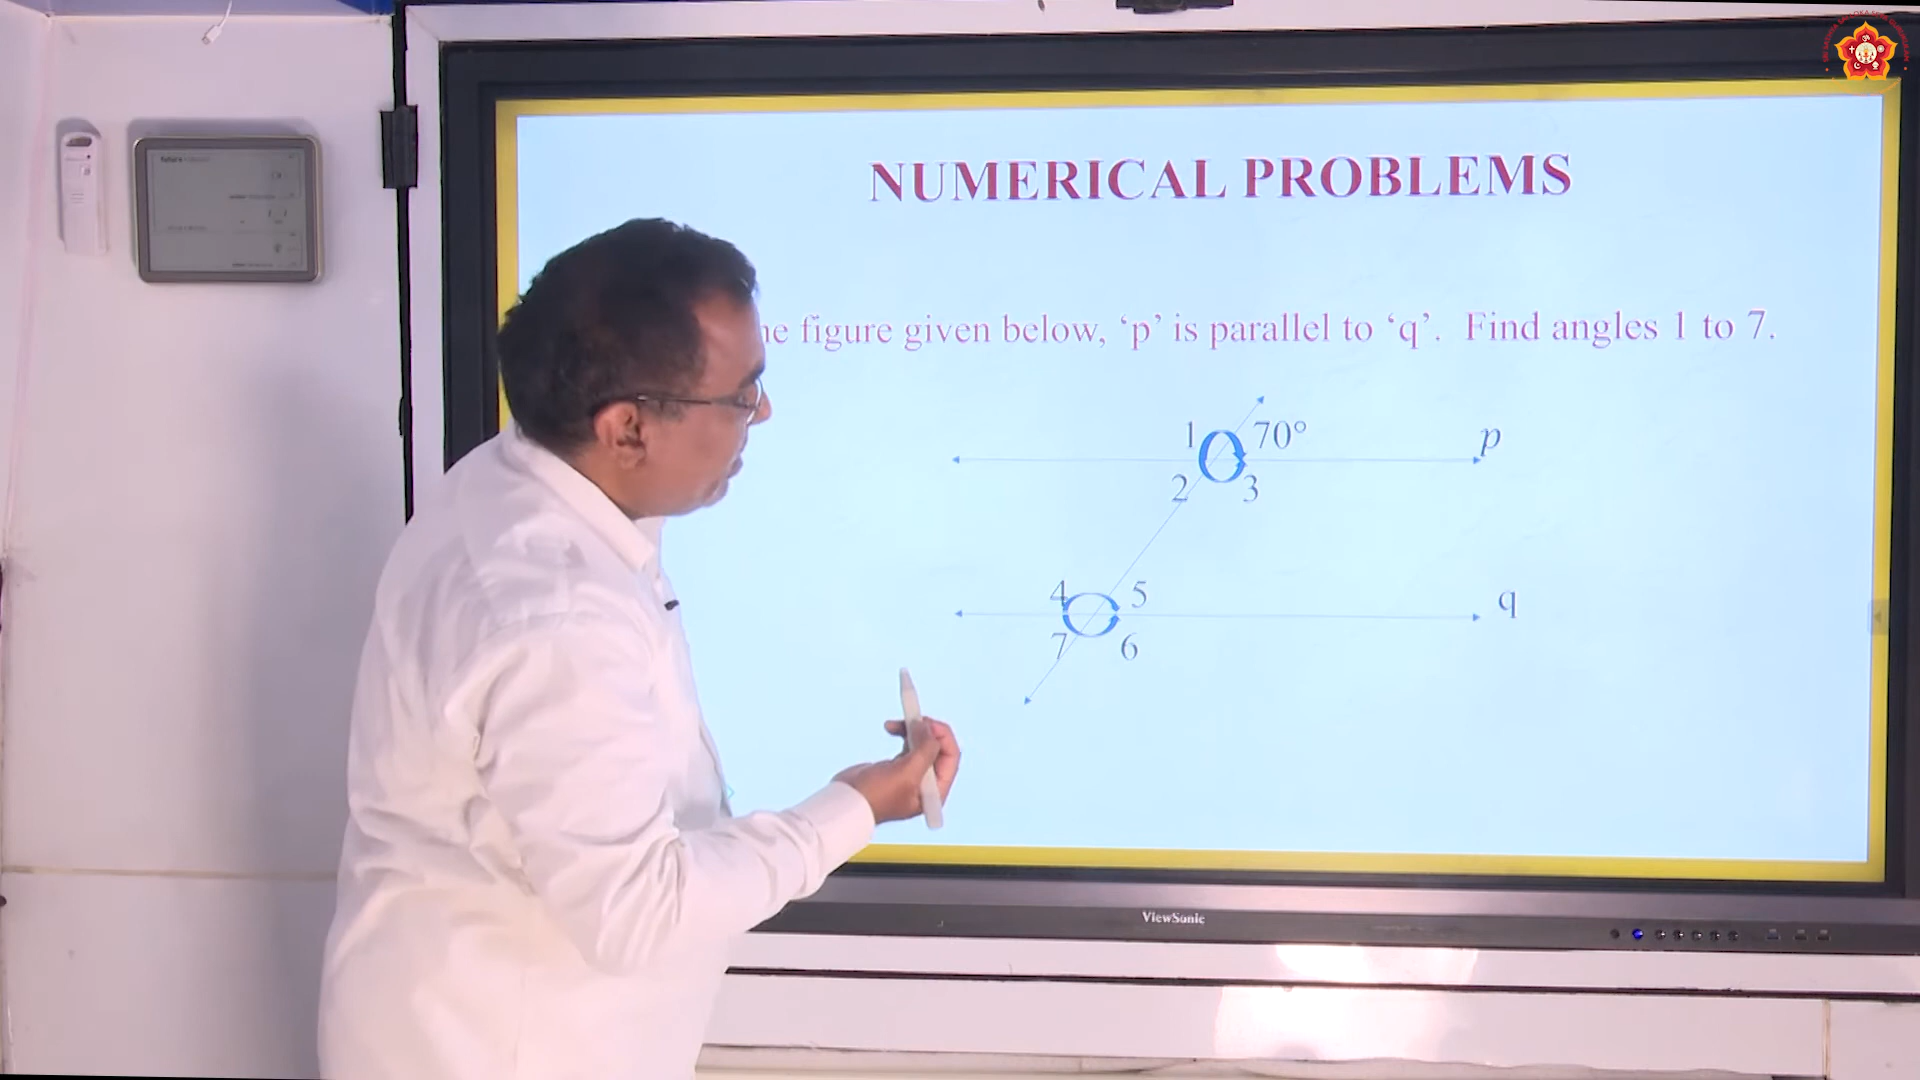 NUMERICAL PROBLEMS
figure given below, ‘p’ is parallel to ‘q’. Find angles 1 to 7.
1 70° p
2 3
4 5 q
7 6
ViewSonic